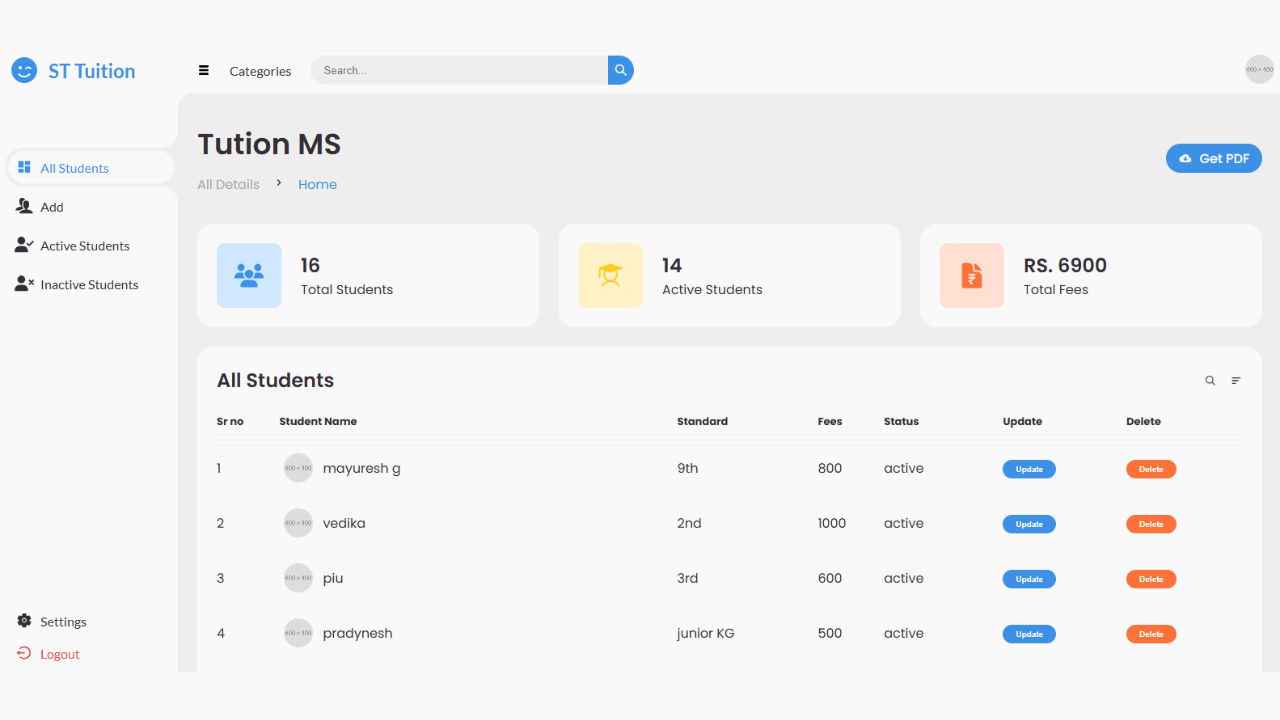 ST Tuition
Categories
Search...
600 × 400
All Students
Add
Active Students
Inactive Students
Settings
Logout
Tution MS
All Details > Home
Get PDF
16
Total Students
14
Active Students
RS. 6900
Total Fees
All Students
Sr no Student Name Standard Fees Status Update Delete
1 600 × 400 mayuresh g 9th 800 active Update Delete
2 600 × 400 vedika 2nd 1000 active Update Delete
3 600 × 400 piu 3rd 600 active Update Delete
4 600 × 400 pradynesh junior KG 500 active Update Delete